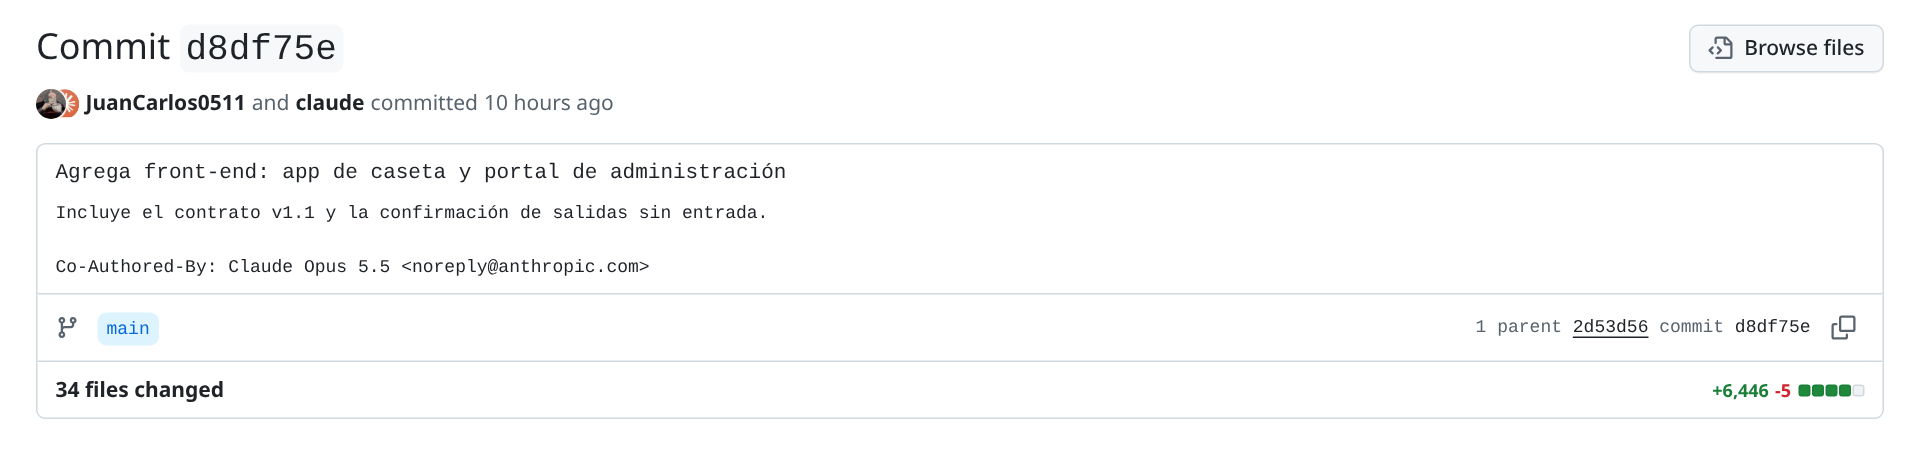 Commit d8df75e
Browse files
JuanCarlos0511 and claude committed 10 hours ago
Agrega front-end: app de caseta y portal de administración
Incluye el contrato v1.1 y la confirmación de salidas sin entrada.
Co-Authored-By: Claude Opus 5.5 <noreply@anthropic.com>
main
1 parent 2d53d56 commit d8df75e
34 files changed
+6,446 -5